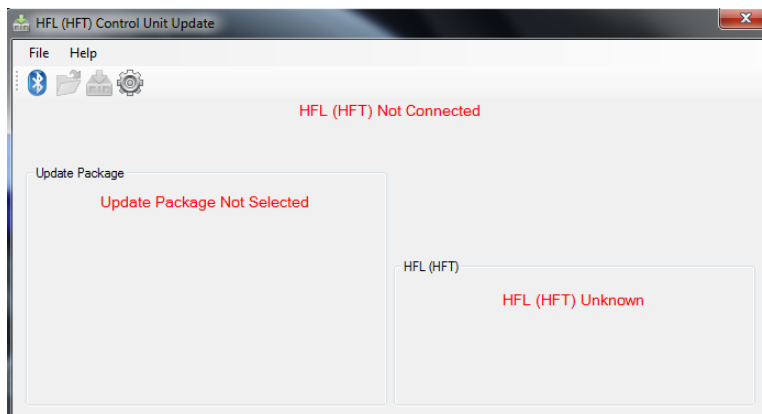 HFL (HFT) Control Unit Update
File Help
HFL (HFT) Not Connected
Update Package
Update Package Not Selected
HFL (HFT)
HFL (HFT) Unknown